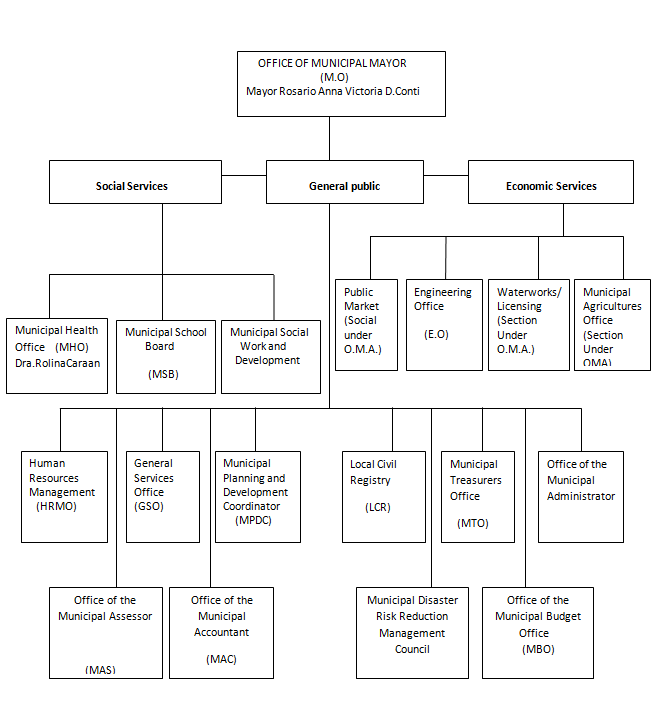 OFFICE OF MUNICIPAL MAYOR
(M.O)
Mayor Rosario Anna Victoria D.Conti
Social Services
General public
Economic Services
Public
Market
(Social
under
O.M.A.)
Engineering
Office
(E.O)
Waterworks/
Licensing
(Section
Under
O.M.A.)
Municipal
Agricultures
Office
(Section
Under
OMA)
Municipal Health
Office (MHO)
Dra.RolinaCaraan
Municipal School
Board
(MSB)
Municipal Social
Work and
Development
Human
Resources
Management
(HRMO)
General
Services
Office
(GSO)
Municipal
Planning and
Development
Coordinator
(MPDC)
Local Civil
Registry
(LCR)
Municipal
Treasurers
Office
(MTO)
Office of the
Municipal
Administrator
Office of the
Municipal Assessor
(MAS)
Office of the
Municipal
Accountant
(MAC)
Municipal Disaster
Risk Reduction
Management
Council
Office of the
Municipal Budget
Office
(MBO)